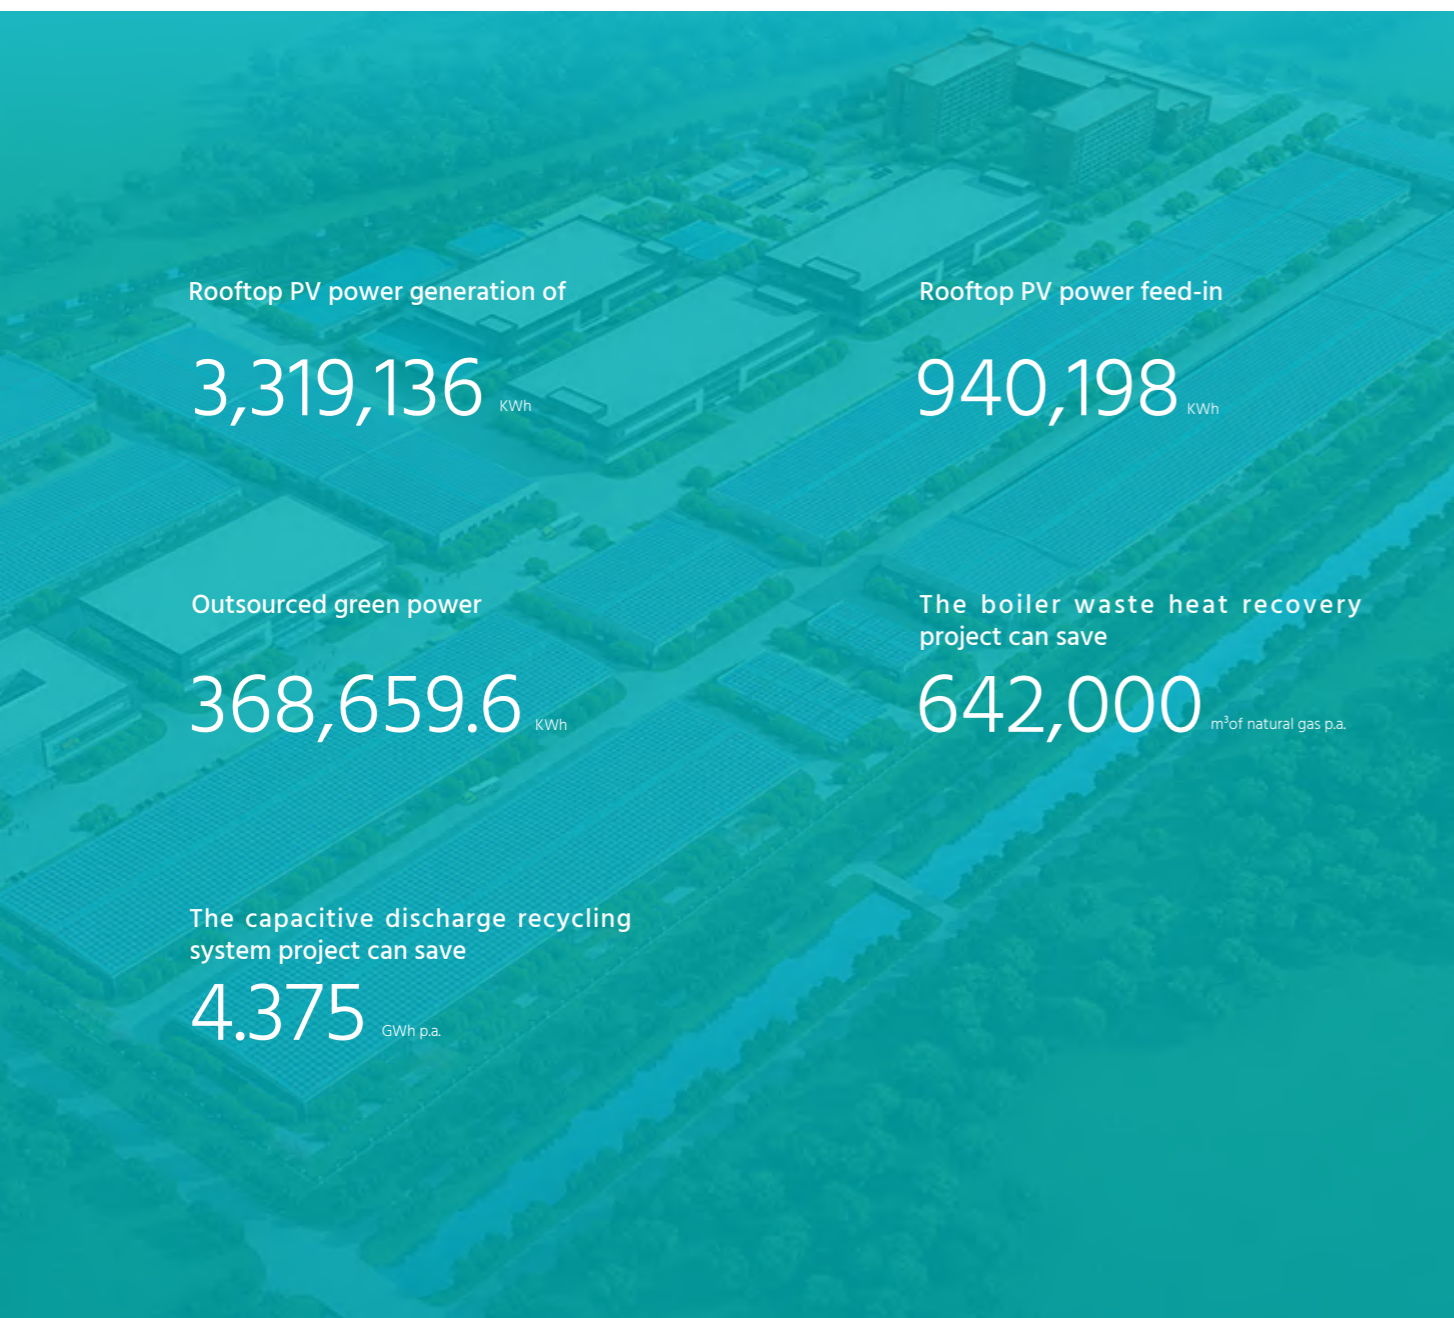 Rooftop PV power generation of
3,319,136 KWh
Rooftop PV power feed-in
940,198 KWh
Outsourced green power
368,659.6 KWh
The boiler waste heat recovery
project can save
642,000 m³of natural gas p.a.
The capacitive discharge recycling
system project can save
4.375 GWh p.a.